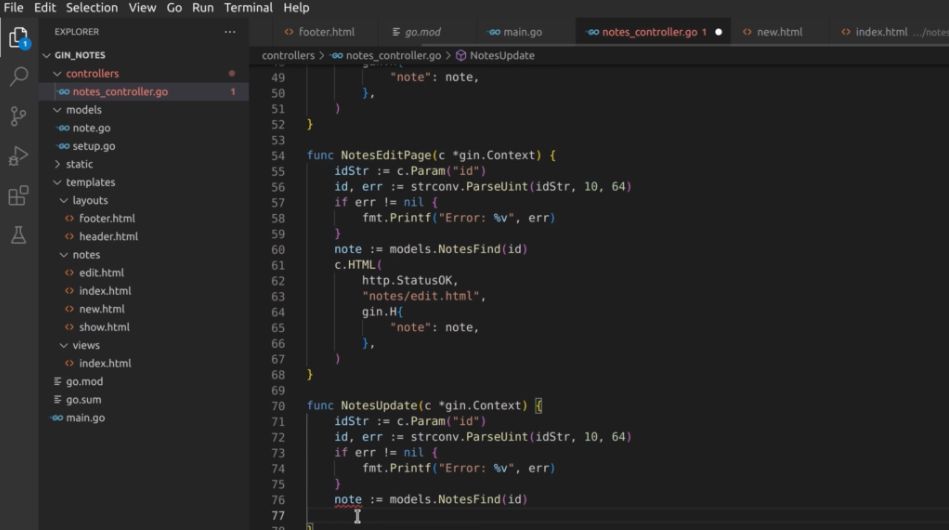 File Edit Selection View Go Run Terminal Help
EXPLORER ...
footer.html go.mod main.go notes_controller.go 1 new.html index.html .../notes
controllers > notes_controller.go > NotesUpdate
1
GIN_NOTES
controllers
notes_controller.go 1
models
note.go
setup.go
static
templates
layouts
footer.html
header.html
notes
edit.html
index.html
new.html
show.html
views
index.html
go.mod
go.sum
main.go
49 "note": note,
50 },
51 )
52 }
53
54 func NotesEditPage(c *gin.Context) {
55 idStr := c.Param("id")
56 id, err := strconv.ParseUint(idStr, 10, 64)
57 if err != nil {
58 fmt.Printf("Error: %v", err)
59 }
60 note := models.NotesFind(id)
61 c.HTML(
62 http.StatusOK,
63 "notes/edit.html",
64 gin.H{
65 "note": note,
66 },
67 )
68 }
69
70 func NotesUpdate(c *gin.Context) {
71 idStr := c.Param("id")
72 id, err := strconv.ParseUint(idStr, 10, 64)
73 if err != nil {
74 fmt.Printf("Error: %v", err)
75 }
76 note := models.NotesFind(id)
77